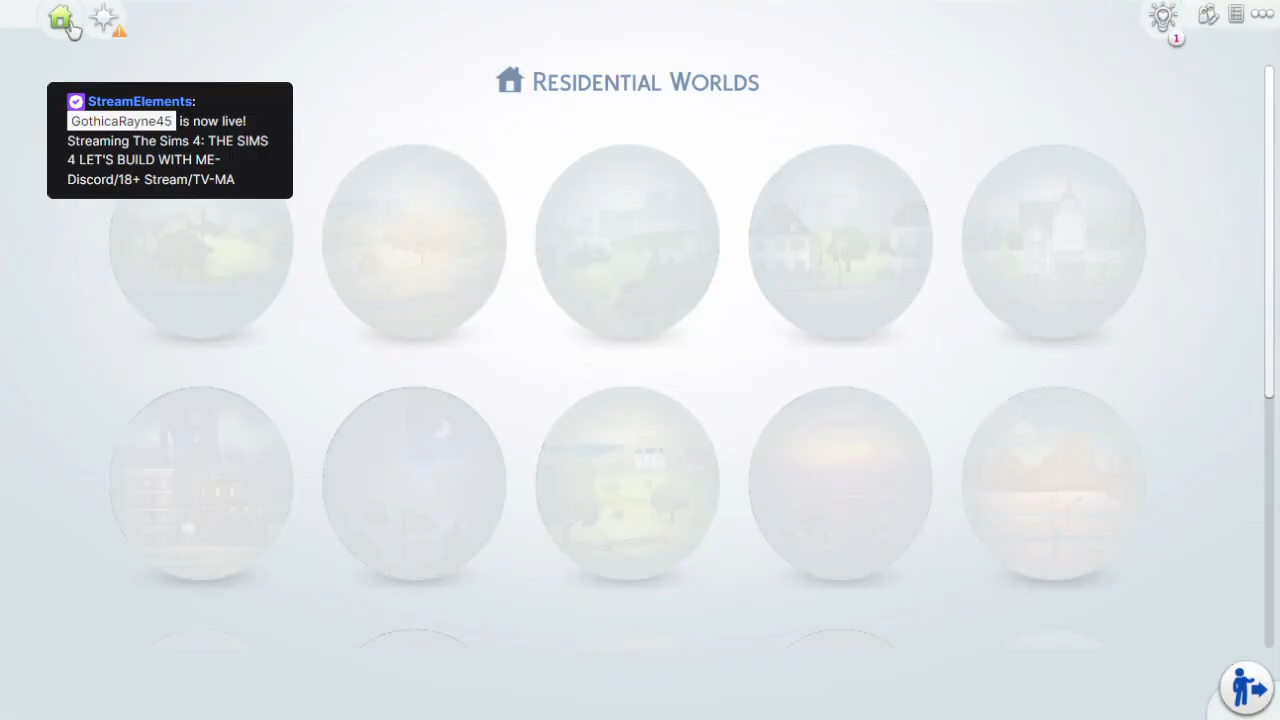 1
RESIDENTIAL WORLDS
StreamElements:
GothicaRayne45 is now live!
Streaming The Sims 4: THE SIMS
4 LET'S BUILD WITH ME-
Discord/18+ Stream/TV-MA